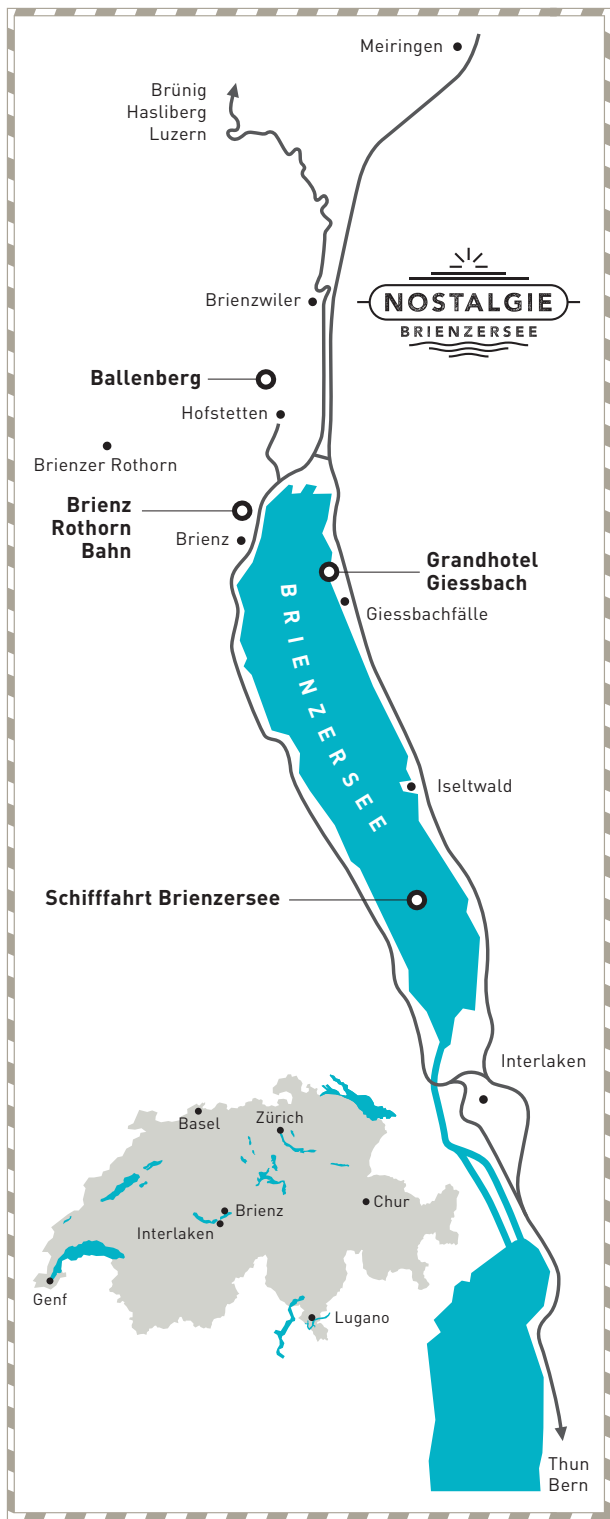 Meiringen
Brünig
Hasliberg
Luzern
Brienzwiler
NOSTALGIE
BRIENZERSEE
Ballenberg
Hofstetten
Brienzer Rothorn
Brienz
Rothorn
Bahn
Brienz
Grandhotel
Giessbach
Giessbachfälle
BRIENZERSEE
Iseltwald
Schifffahrt Brienzersee
Interlaken
Basel
Zürich
Brienz
Interlaken
Chur
Genf
Lugano
Thun
Bern